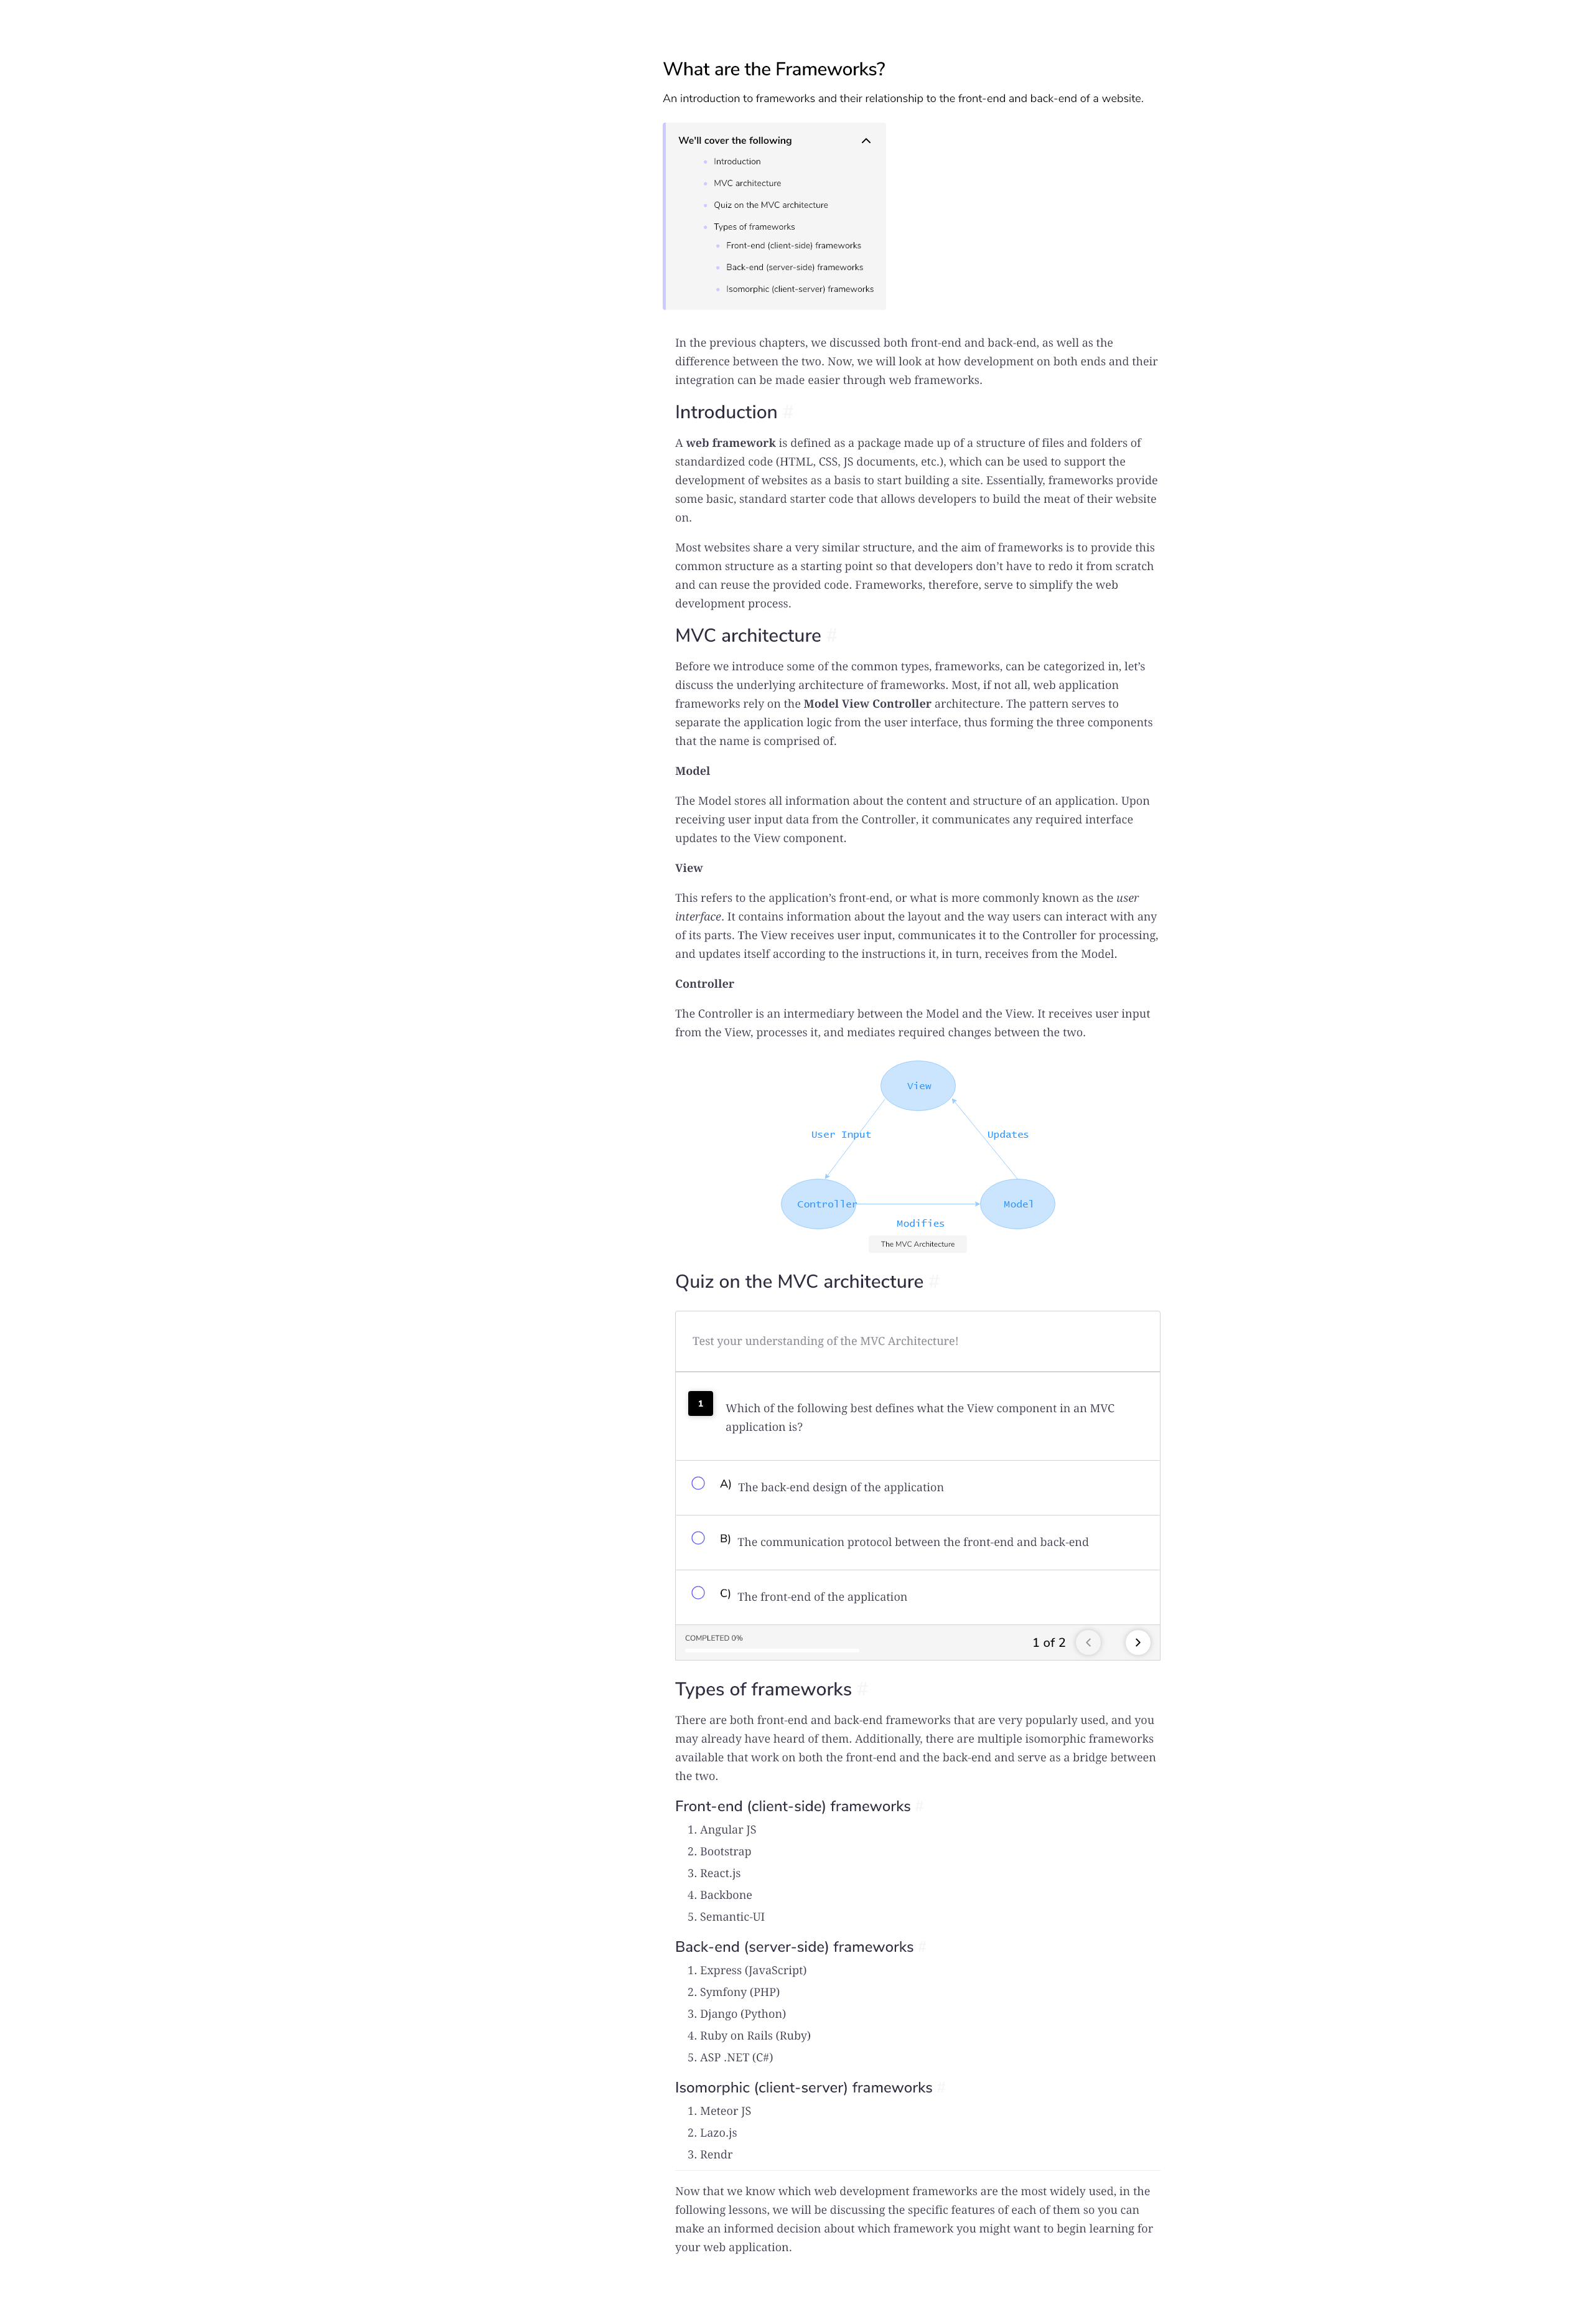 What are the Frameworks?
An introduction to frameworks and their relationship to the front-end and back-end of a website.
We'll cover the following
Introduction
MVC architecture
Quiz on the MVC architecture
Types of frameworks
Front-end (client-side) frameworks
Back-end (server-side) frameworks
Isomorphic (client-server) frameworks
In the previous chapters, we discussed both front-end and back-end, as well as the
difference between the two. Now, we will look at how development on both ends and their
integration can be made easier through web frameworks.
Introduction #
A web framework is defined as a package made up of a structure of files and folders of
standardized code (HTML, CSS, JS documents, etc.), which can be used to support the
development of websites as a basis to start building a site. Essentially, frameworks provide
some basic, standard starter code that allows developers to build the meat of their website
on.
Most websites share a very similar structure, and the aim of frameworks is to provide this
common structure as a starting point so that developers don’t have to redo it from scratch
and can reuse the provided code. Frameworks, therefore, serve to simplify the web
development process.
MVC architecture #
Before we introduce some of the common types, frameworks, can be categorized in, let’s
discuss the underlying architecture of frameworks. Most, if not all, web application
frameworks rely on the Model View Controller architecture. The pattern serves to
separate the application logic from the user interface, thus forming the three components
that the name is comprised of.
Model
The Model stores all information about the content and structure of an application. Upon
receiving user input data from the Controller, it communicates any required interface
updates to the View component.
View
This refers to the application’s front-end, or what is more commonly known as the user
interface. It contains information about the layout and the way users can interact with any
of its parts. The View receives user input, communicates it to the Controller for processing,
and updates itself according to the instructions it, in turn, receives from the Model.
Controller
The Controller is an intermediary between the Model and the View. It receives user input
from the View, processes it, and mediates required changes between the two.
View
User Input
Updates
Controller
Model
Modifies
The MVC Architecture
Quiz on the MVC architecture #
Test your understanding of the MVC Architecture!
1
Which of the following best defines what the View component in an MVC
application is?
A) The back-end design of the application
B) The communication protocol between the front-end and back-end
C) The front-end of the application
COMPLETED 0%
1 of 2
Types of frameworks #
There are both front-end and back-end frameworks that are very popularly used, and you
may already have heard of them. Additionally, there are multiple isomorphic frameworks
available that work on both the front-end and the back-end and serve as a bridge between
the two.
Front-end (client-side) frameworks #
1. Angular JS
2. Bootstrap
3. React.js
4. Backbone
5. Semantic-UI
Back-end (server-side) frameworks #
1. Express (JavaScript)
2. Symfony (PHP)
3. Django (Python)
4. Ruby on Rails (Ruby)
5. ASP .NET (C#)
Isomorphic (client-server) frameworks #
1. Meteor JS
2. Lazo.js
3. Rendr
Now that we know which web development frameworks are the most widely used, in the
following lessons, we will be discussing the specific features of each of them so you can
make an informed decision about which framework you might want to begin learning for
your web application.